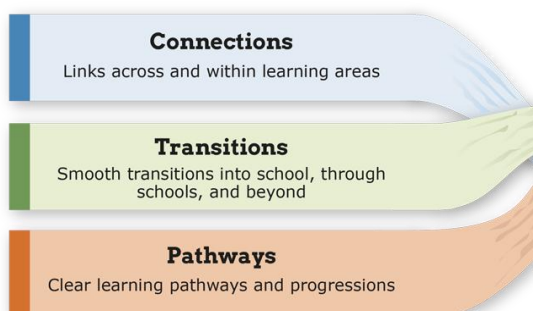 Connections
Links across and within learning areas
Transitions
Smooth transitions into school, through
schools, and beyond
Pathways
Clear learning pathways and progressions